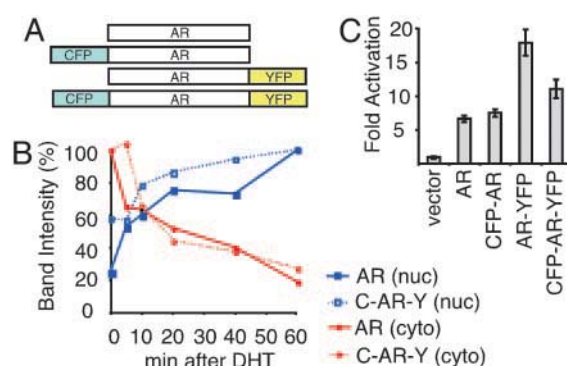 A
AR
CFP AR
AR YFP
CFP AR YFP
B
Band Intensity (%)
100
80
60
40
20
0
0 10 20 30 40 50 60
min after DHT
AR (nuc)
C-AR-Y (nuc)
AR (cyto)
C-AR-Y (cyto)
C
Fold Activation
20
15
10
5
vector
AR
CFP-AR
AR-YFP
CFP-AR-YFP